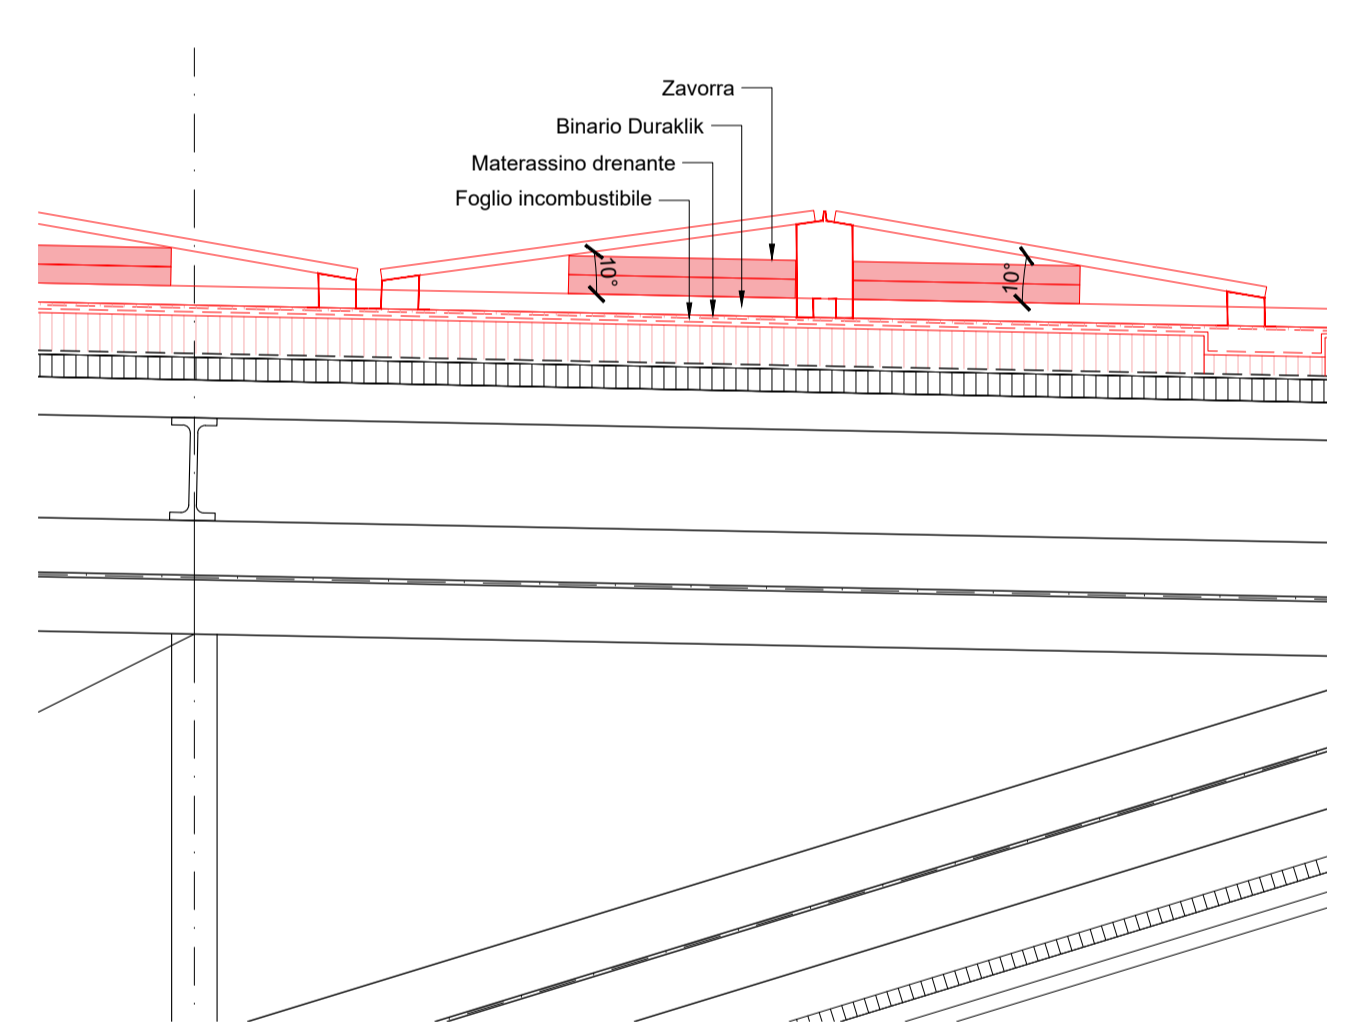 Zavorra
Binario Duraklik
Materassino drenante
Foglio incombustibile
10°
10°